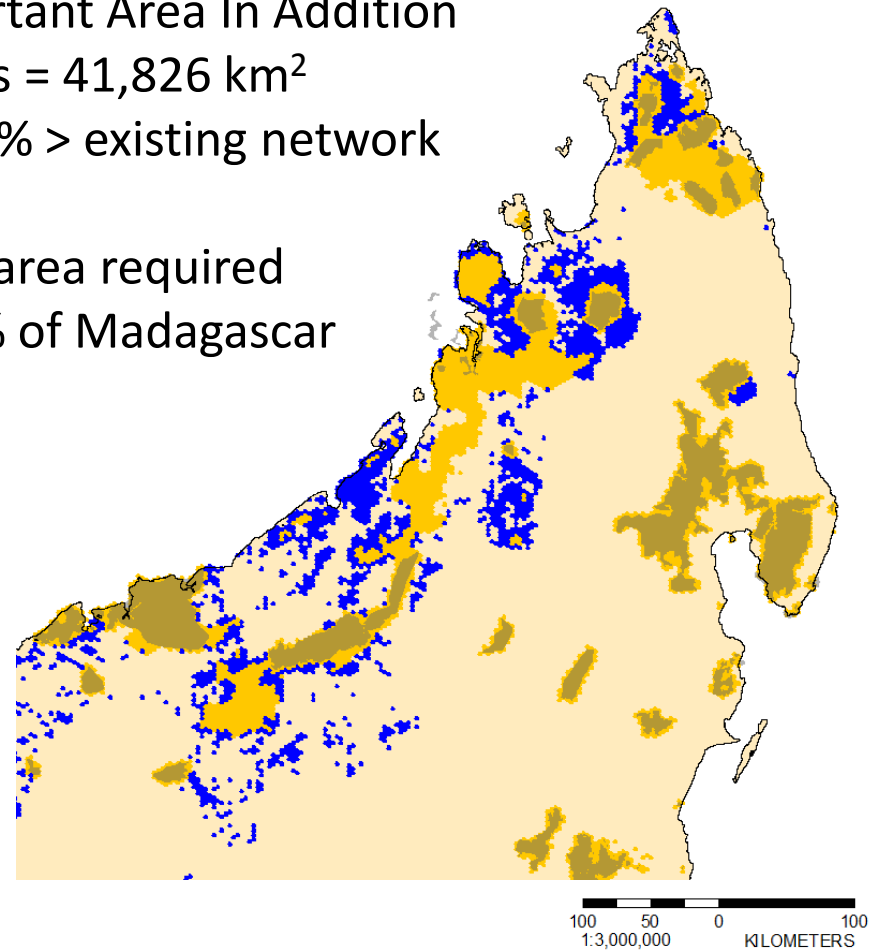 rtant Area In Addition
s = 41,826 km²
% > existing network
area required
% of Madagascar
100 50 0 100
1:3,000,000 KILOMETERS